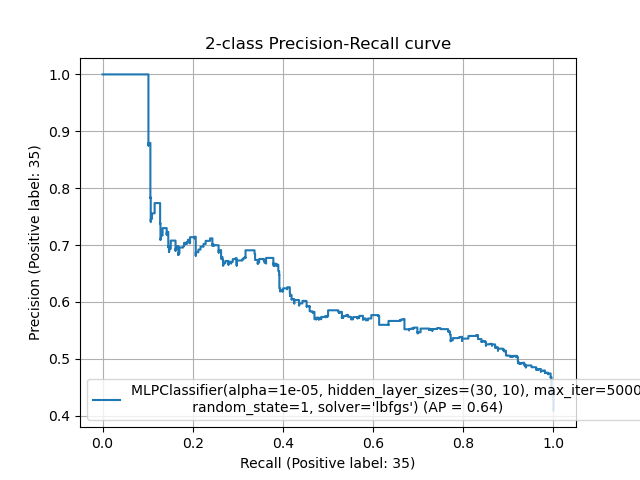 2-class Precision-Recall curve
1.0
0.9
0.8
0.7
0.6
0.5
0.4
Precision (Positive label: 35)
MLPClassifier(alpha=1e-05, hidden_layer_sizes=(30, 10), max_iter=5000
random_state=1, solver='lbfgs') (AP = 0.64)
0.0 0.2 0.4 0.6 0.8 1.0
Recall (Positive label: 35)